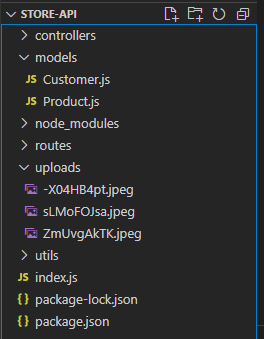 STORE-API
controllers
models
JS Customer.js
JS Product.js
node_modules
routes
uploads
-X04HB4pt.jpeg
sLMoFOJsa.jpeg
ZmUvgAkTK.jpeg
utils
JS index.js
{} package-lock.json
{} package.json